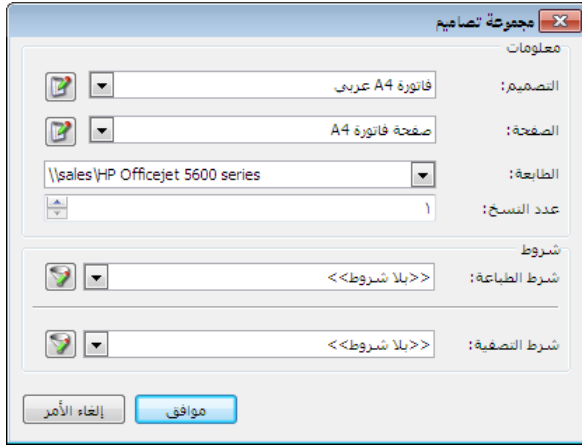 مجموعة تصاميم
معلومات
التصميم: فاتورة A4 عربي
الصفحة: صفحة فاتورة A4
الطابعة: \\sales\HP Officejet 5600 series
عدد النسخ: ١
شروط
شرط الطباعة: <<بلا شروط>>
شرط التصفية: <<بلا شروط>>
موافق إلغاء الأمر